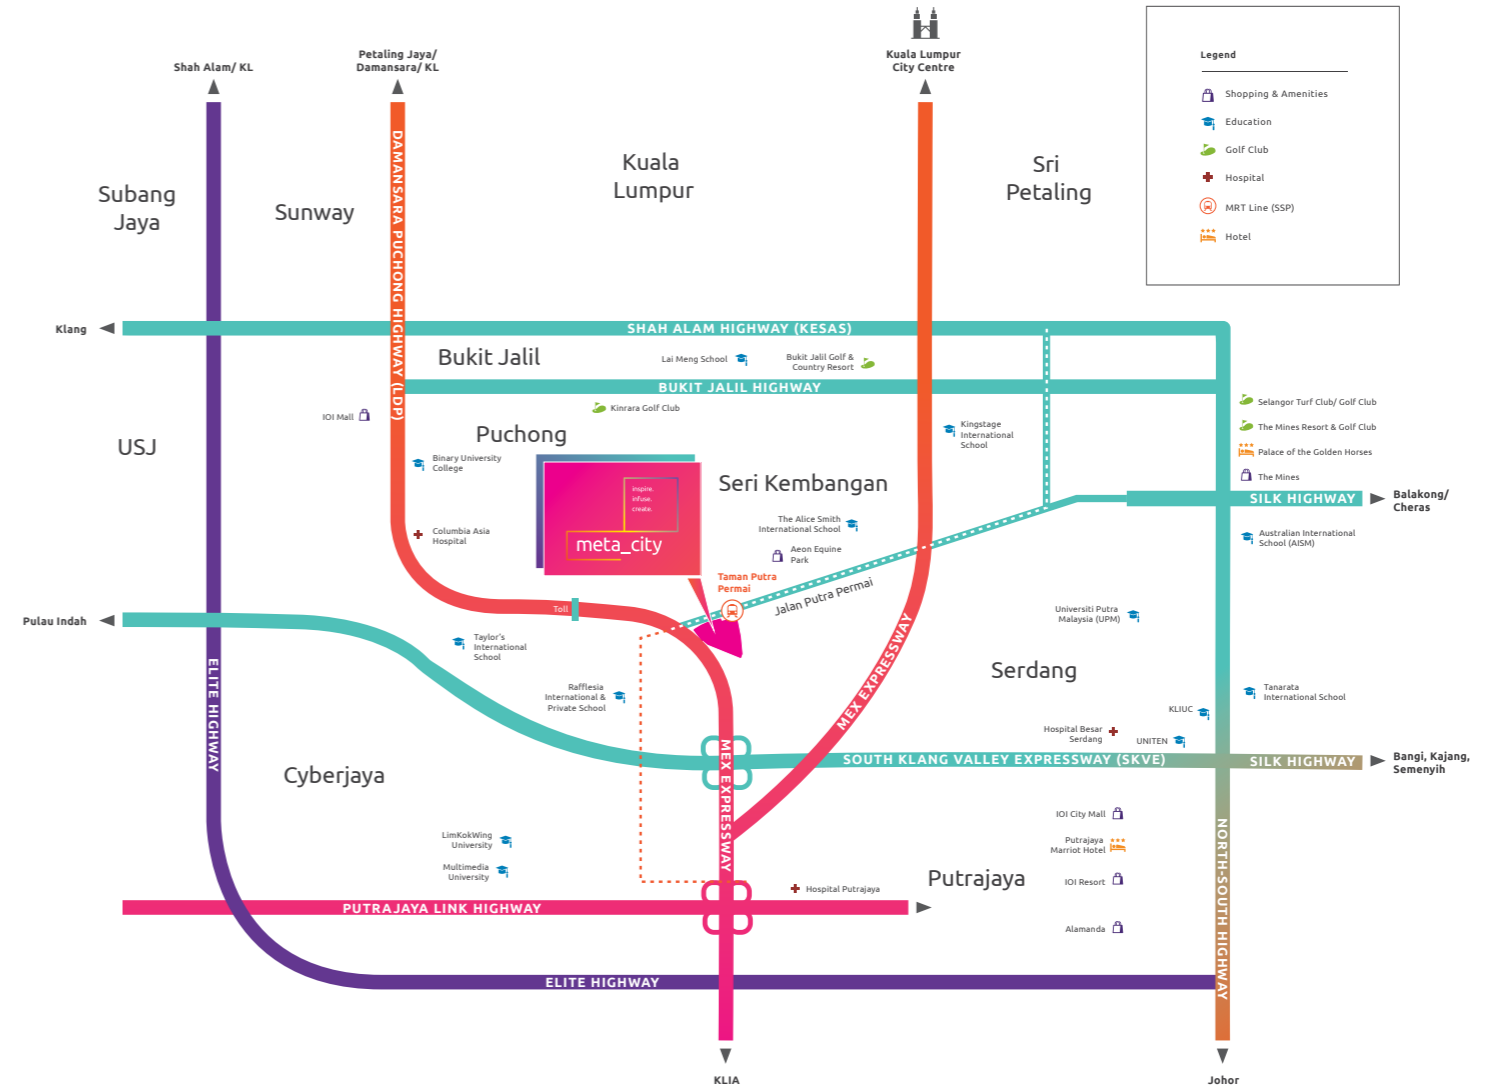 Shah Alam/ KL
Petaling Jaya/
Damansara/ KL
Kuala Lumpur
City Centre
Legend
Shopping & Amenities
Education
Golf Club
Hospital
MRT Line (SSP)
Hotel
Subang
Jaya
Sunway
DAMANSARA PUCHONG HIGHWAY (LDP)
Kuala
Lumpur
Sri
Petaling
Klang
SHAH ALAM HIGHWAY (KESAS)
Bukit Jalil
Lai Meng School
Bukit Jalil Golf &
Country Resort
BUKIT JALIL HIGHWAY
IOI Mall
Kinrara Golf Club
Selangor Turf Club/ Golf Club
The Mines Resort & Golf Club
Palace of the Golden Horses
The Mines
USJ
Puchong
Kingstage
International
School
Binary University
College
Seri Kembangan
inspire.
infuse.
create.
meta_city
SILK HIGHWAY
Balakong/
Cheras
Columbia Asia
Hospital
The Alice Smith
International School
Aeon Equine
Park
Australian International
School (AISM)
Taman Putra
Permai
Jalan Putra Permai
Toll
Pulau Indah
Universiti Putra
Malaysia (UPM)
Taylor's
International
School
ELITE HIGHWAY
MEX EXPRESSWAY
Serdang
Rafflesia
International &
Private School
Tanarata
International School
KLIUC
Hospital Besar
Serdang
UNITEN
SOUTH KLANG VALLEY EXPRESSWAY (SKVE)
SILK HIGHWAY
Bangi, Kajang,
Semenyih
MEX EXPRESSWAY
Cyberjaya
IOI City Mall
LimKokWing
University
Putrajaya
Marriot Hotel
Multimedia
University
Hospital Putrajaya
Putrajaya
IOI Resort
PUTRAJAYA LINK HIGHWAY
Alamanda
NORTH-SOUTH HIGHWAY
ELITE HIGHWAY
KLIA
Johor